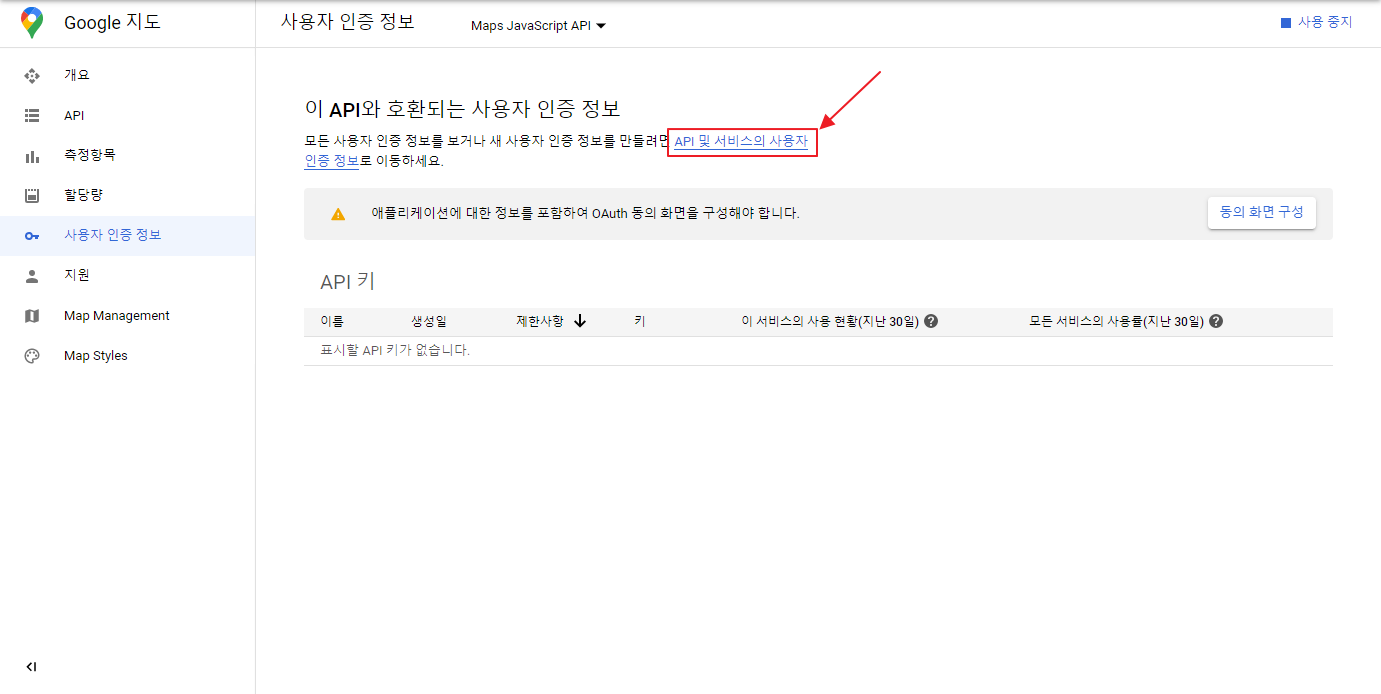 Google 지도
사용자 인증 정보
Maps JavaScript API
사용 중지
개요
API
측정항목
할당량
사용자 인증 정보
지원
Map Management
Map Styles
이 API와 호환되는 사용자 인증 정보
모든 사용자 인증 정보를 보거나 새 사용자 인증 정보를 만들려면 API 및 서비스의 사용자
인증 정보로 이동하세요.
애플리케이션에 대한 정보를 포함하여 OAuth 동의 화면을 구성해야 합니다.
동의 화면 구성
API 키
이름 생성일 제한사항 키 이 서비스의 사용 현황(지난 30일) 모든 서비스의 사용률(지난 30일)
표시할 API 키가 없습니다.